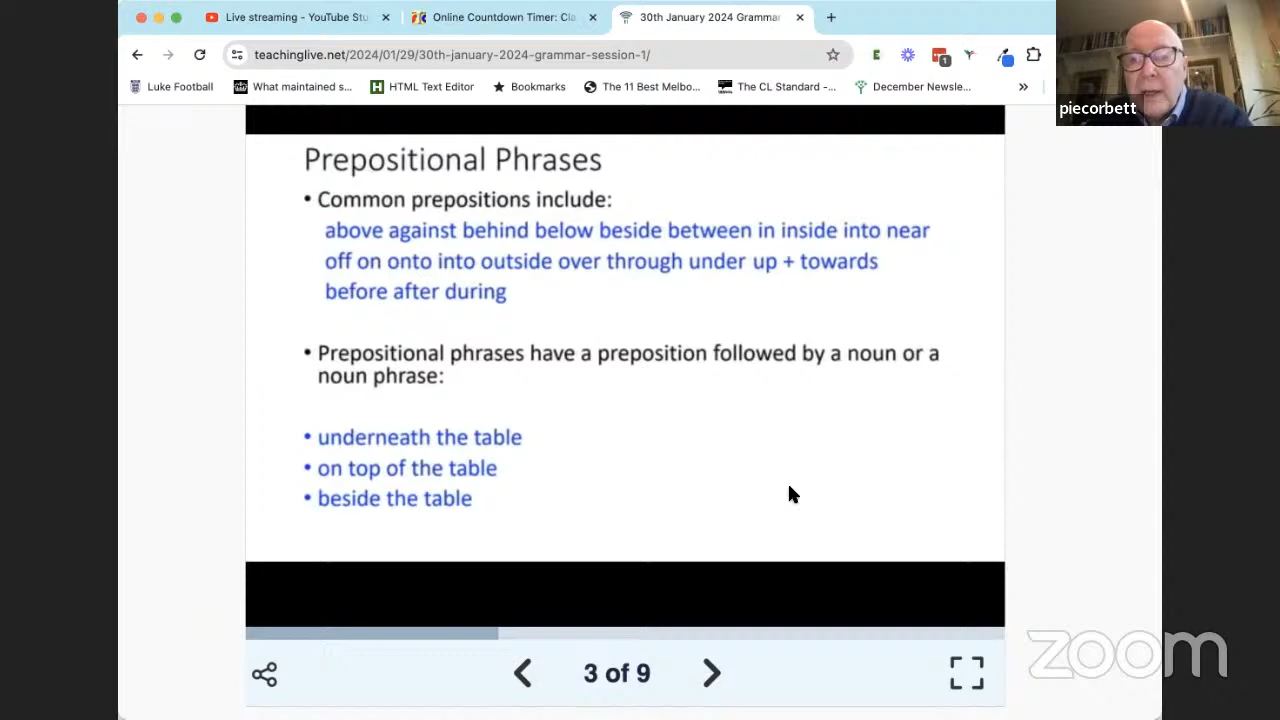 Live streaming - YouTube Stu
Online Countdown Timer: Cla
30th January 2024 Grammar
teachinglive.net/2024/01/29/30th-january-2024-grammar-session-1/
E
1
Luke Football
What maintained s...
H
HTML Text Editor
Bookmarks
The 11 Best Melbo...
The CL Standard -...
December Newsle...
piecorbett
Prepositional Phrases
• Common prepositions include:
above against behind below beside between in inside into near
off on onto into outside over through under up + towards
before after during
• Prepositional phrases have a preposition followed by a noun or a
noun phrase:
• underneath the table
• on top of the table
• beside the table
3 of 9
zoom